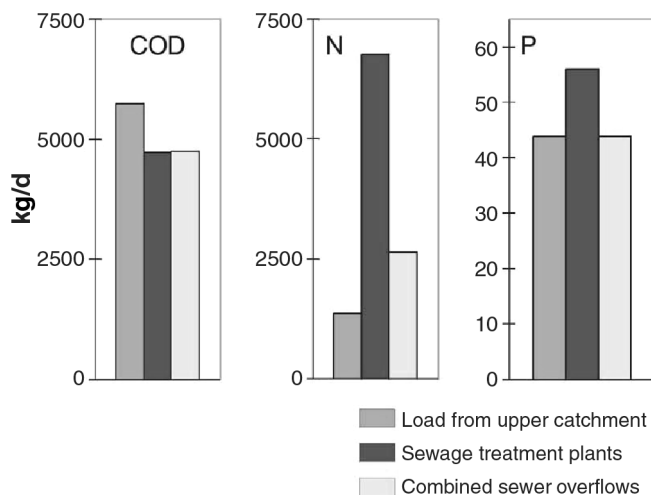 COD
N
P
kg/d
7500
5000
2500
0
7500
5000
2500
0
60
50
40
30
20
10
0
Load from upper catchment
Sewage treatment plants
Combined sewer overflows